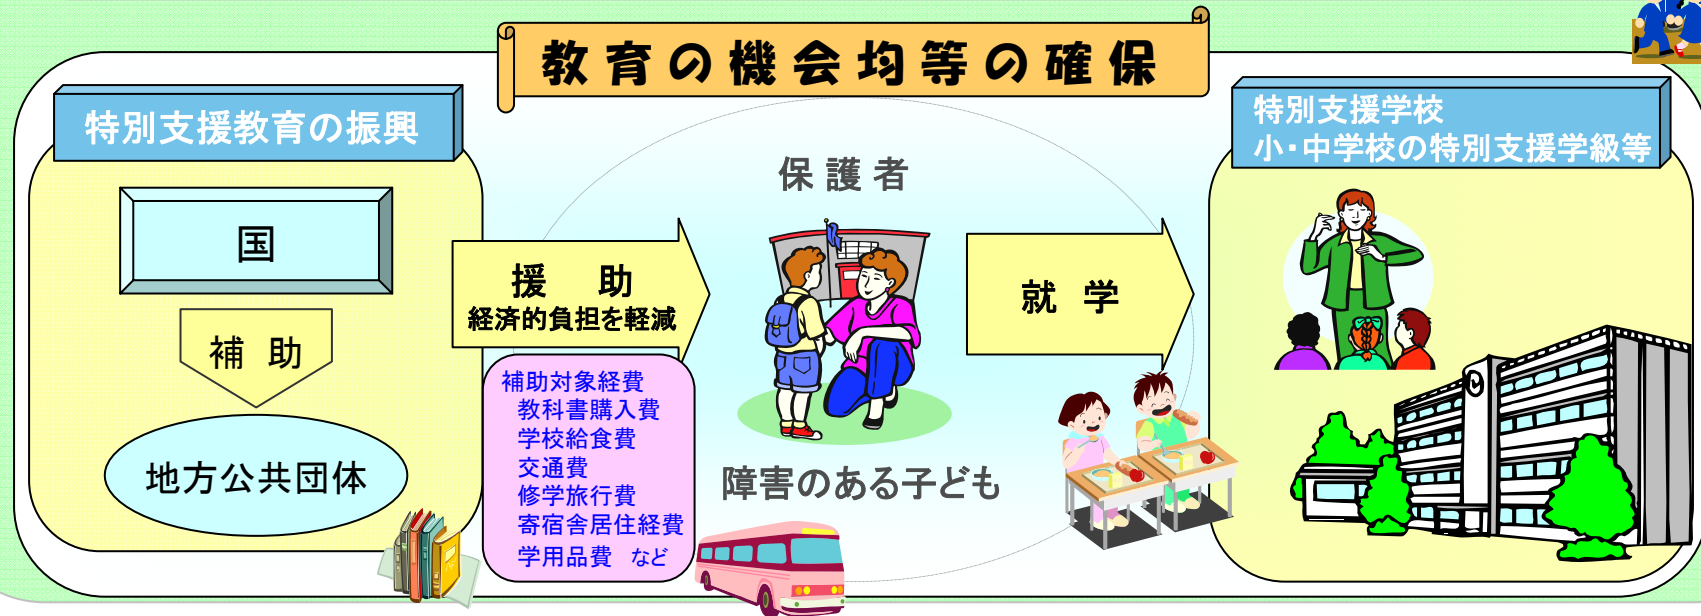 教育の機会均等の確保
特別支援教育の振興
国
補助
地方公共団体
援助
経済的負担を軽減
補助対象経費
教科書購入費
学校給食費
交通費
修学旅行費
寄宿舎居住経費
学用品費 など
保護者
障害のある子ども
就学
特別支援学校
小・中学校の特別支援学級等